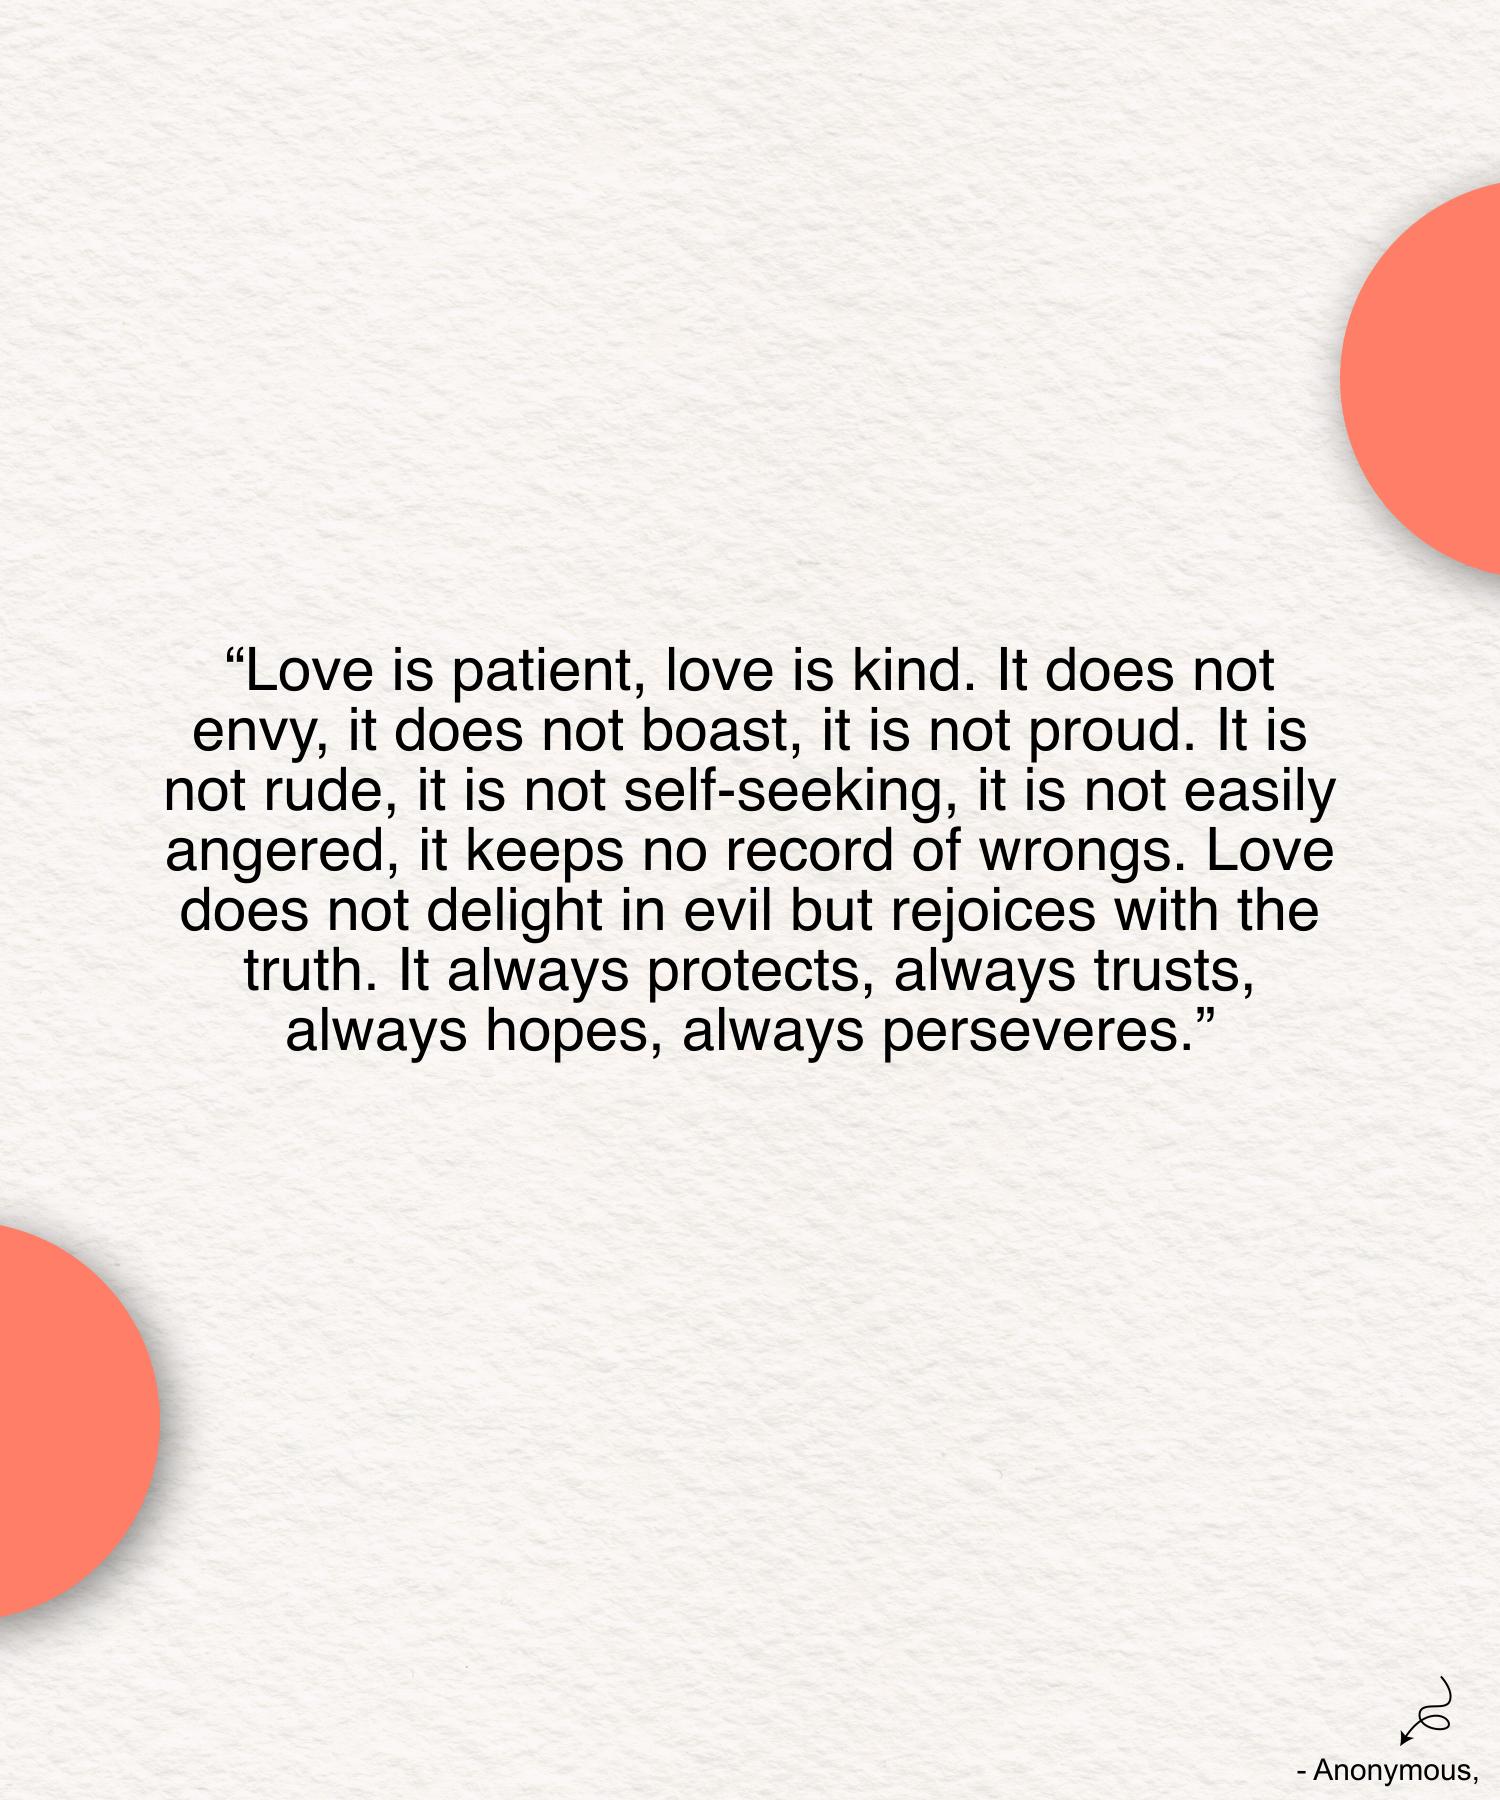 “Love is patient, love is kind. It does not
envy, it does not boast, it is not proud. It is
not rude, it is not self-seeking, it is not easily
angered, it keeps no record of wrongs. Love
does not delight in evil but rejoices with the
truth. It always protects, always trusts,
always hopes, always perseveres.”
- Anonymous,